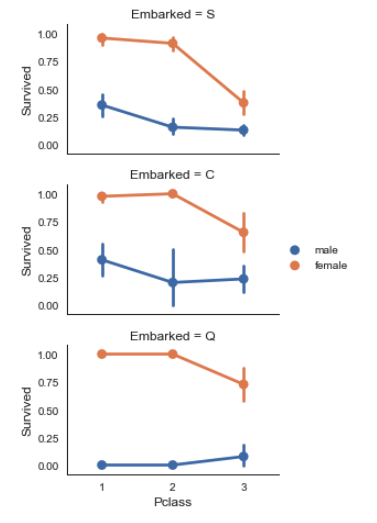 Embarked = S
1.00
0.75
0.50
0.25
0.00
Survived
Embarked = C
1.00
0.75
0.50
0.25
0.00
Survived
male
female
Embarked = Q
1.00
0.75
0.50
0.25
0.00
Survived
1 2 3
Pclass